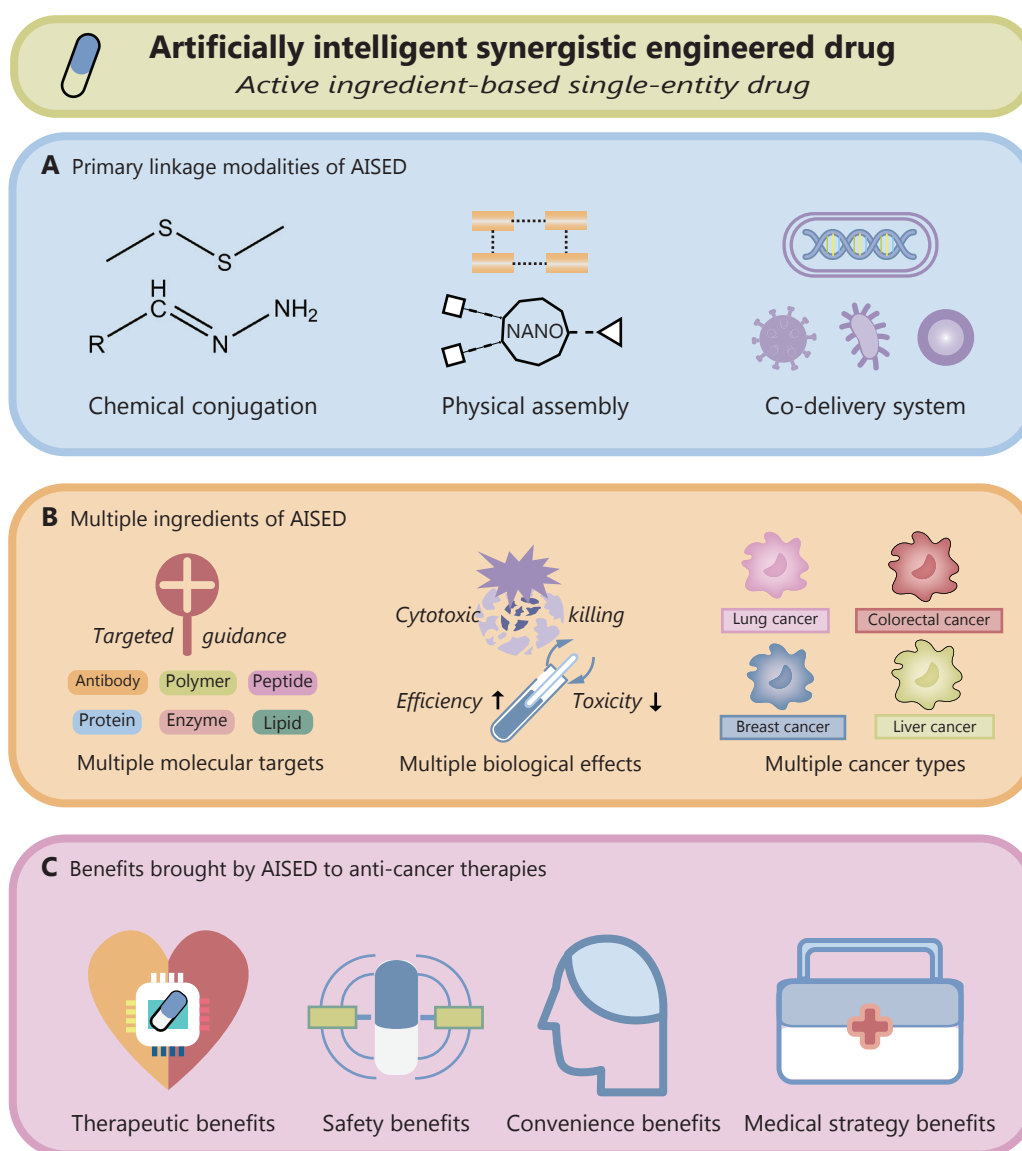 Artificially intelligent synergistic engineered drug
Active ingredient-based single-entity drug
A Primary linkage modalities of AISED
S
S
H
C
NH2
R
N
NANO
Chemical conjugation
Physical assembly
Co-delivery system
B Multiple ingredients of AISED
Targeted guidance
Antibody
Polymer
Peptide
Protein
Enzyme
Lipid
Multiple molecular targets
Cytotoxic killing
Efficiency ↑
Toxicity ↓
Multiple biological effects
Lung cancer
Colorectal cancer
Breast cancer
Liver cancer
Multiple cancer types
C Benefits brought by AISED to anti-cancer therapies
Therapeutic benefits
Safety benefits
Convenience benefits
Medical strategy benefits